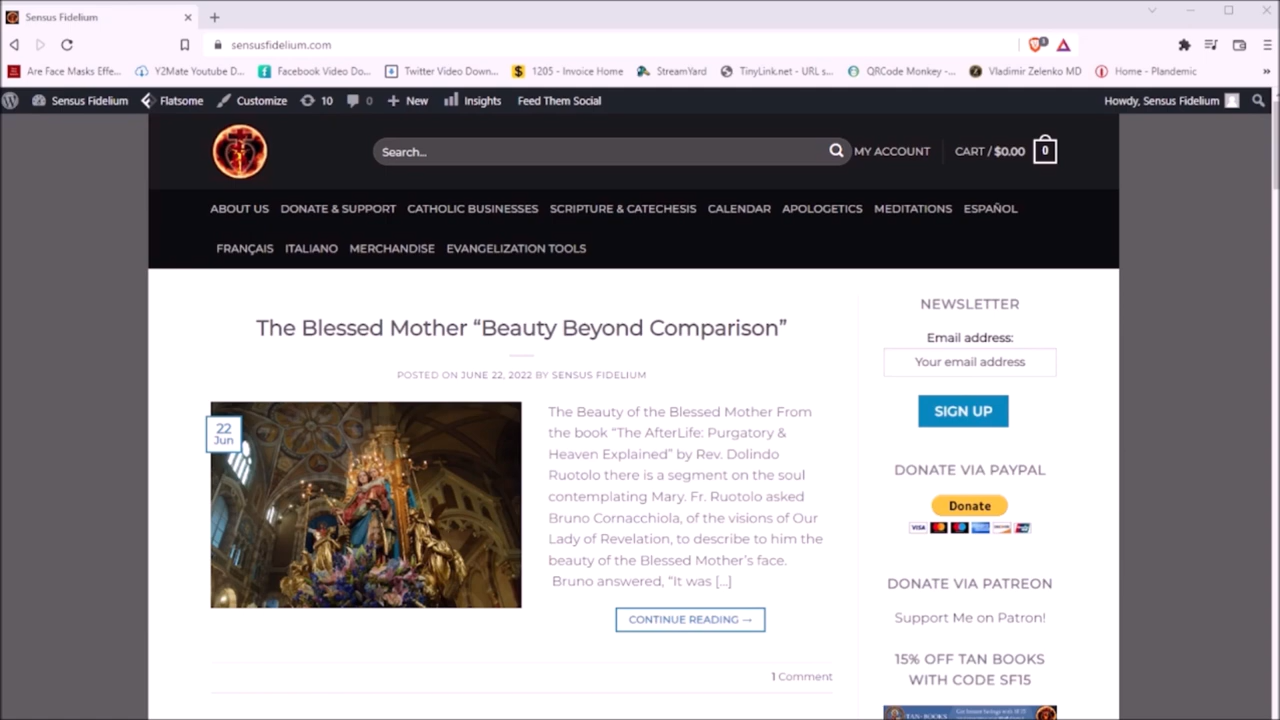 Sensus Fidelium
sensusfidelium.com
1
Are Face Masks Effe...
Y2Mate Youtube D...
Facebook Video Do...
Twitter Video Down...
1205 - Invoice Home
StreamYard
TinyLink.net - URL s...
QRCode Monkey -...
Vladimir Zelenko MD
Home - Plandemic
»
Sensus Fidelium
Flatsome
Customize
10
0
New
Insights
Feed Them Social
Howdy, Sensus Fidelium
Search...
MY ACCOUNT
CART / $0.00
0
ABOUT US
DONATE & SUPPORT
CATHOLIC BUSINESSES
SCRIPTURE & CATECHESIS
CALENDAR
APOLOGETICS
MEDITATIONS
ESPAÑOL
FRANÇAIS
ITALIANO
MERCHANDISE
EVANGELIZATION TOOLS
The Blessed Mother “Beauty Beyond Comparison”
POSTED ON JUNE 22, 2022 BY SENSUS FIDELIUM
22
Jun
The Beauty of the Blessed Mother From
the book “The AfterLife: Purgatory &
Heaven Explained” by Rev. Dolindo
Ruotolo there is a segment on the soul
contemplating Mary. Fr. Ruotolo asked
Bruno Cornacchiola, of the visions of Our
Lady of Revelation, to describe to him the
beauty of the Blessed Mother’s face.
Bruno answered, “It was [...]
CONTINUE READING →
1 Comment
NEWSLETTER
Email address:
Your email address
SIGN UP
DONATE VIA PAYPAL
Donate
VISA
DONATE VIA PATREON
Support Me on Patron!
15% OFF TAN BOOKS
WITH CODE SF15
TAN·BOOKS